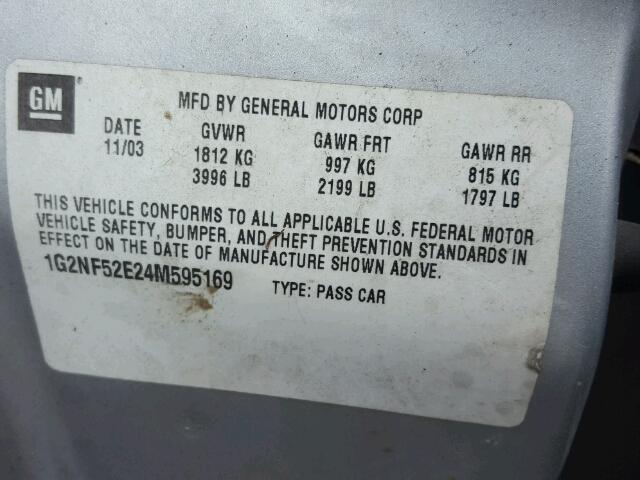 GM
MFD BY GENERAL MOTORS CORP
DATE GVWR GAWR FRT GAWR RR
11/03 1812 KG 997 KG 815 KG
3996 LB 2199 LB 1797 LB
THIS VEHICLE CONFORMS TO ALL APPLICABLE U.S. FEDERAL MOTOR
VEHICLE SAFETY, BUMPER, AND THEFT PREVENTION STANDARDS IN
EFFECT ON THE DATE OF MANUFACTURE SHOWN ABOVE.
1G2NF52E24M595169 TYPE: PASS CAR